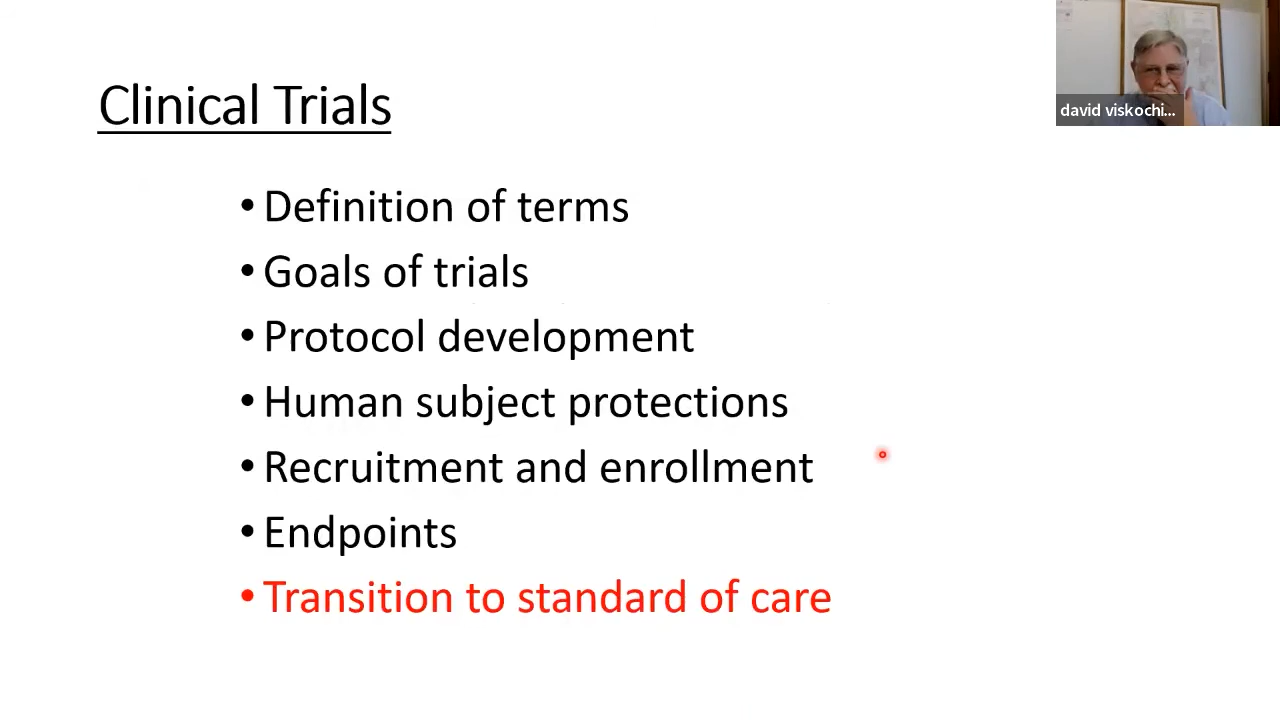 Clinical Trials
david viskochi...
• Definition of terms
• Goals of trials
• Protocol development
• Human subject protections
• Recruitment and enrollment
• Endpoints
• Transition to standard of care